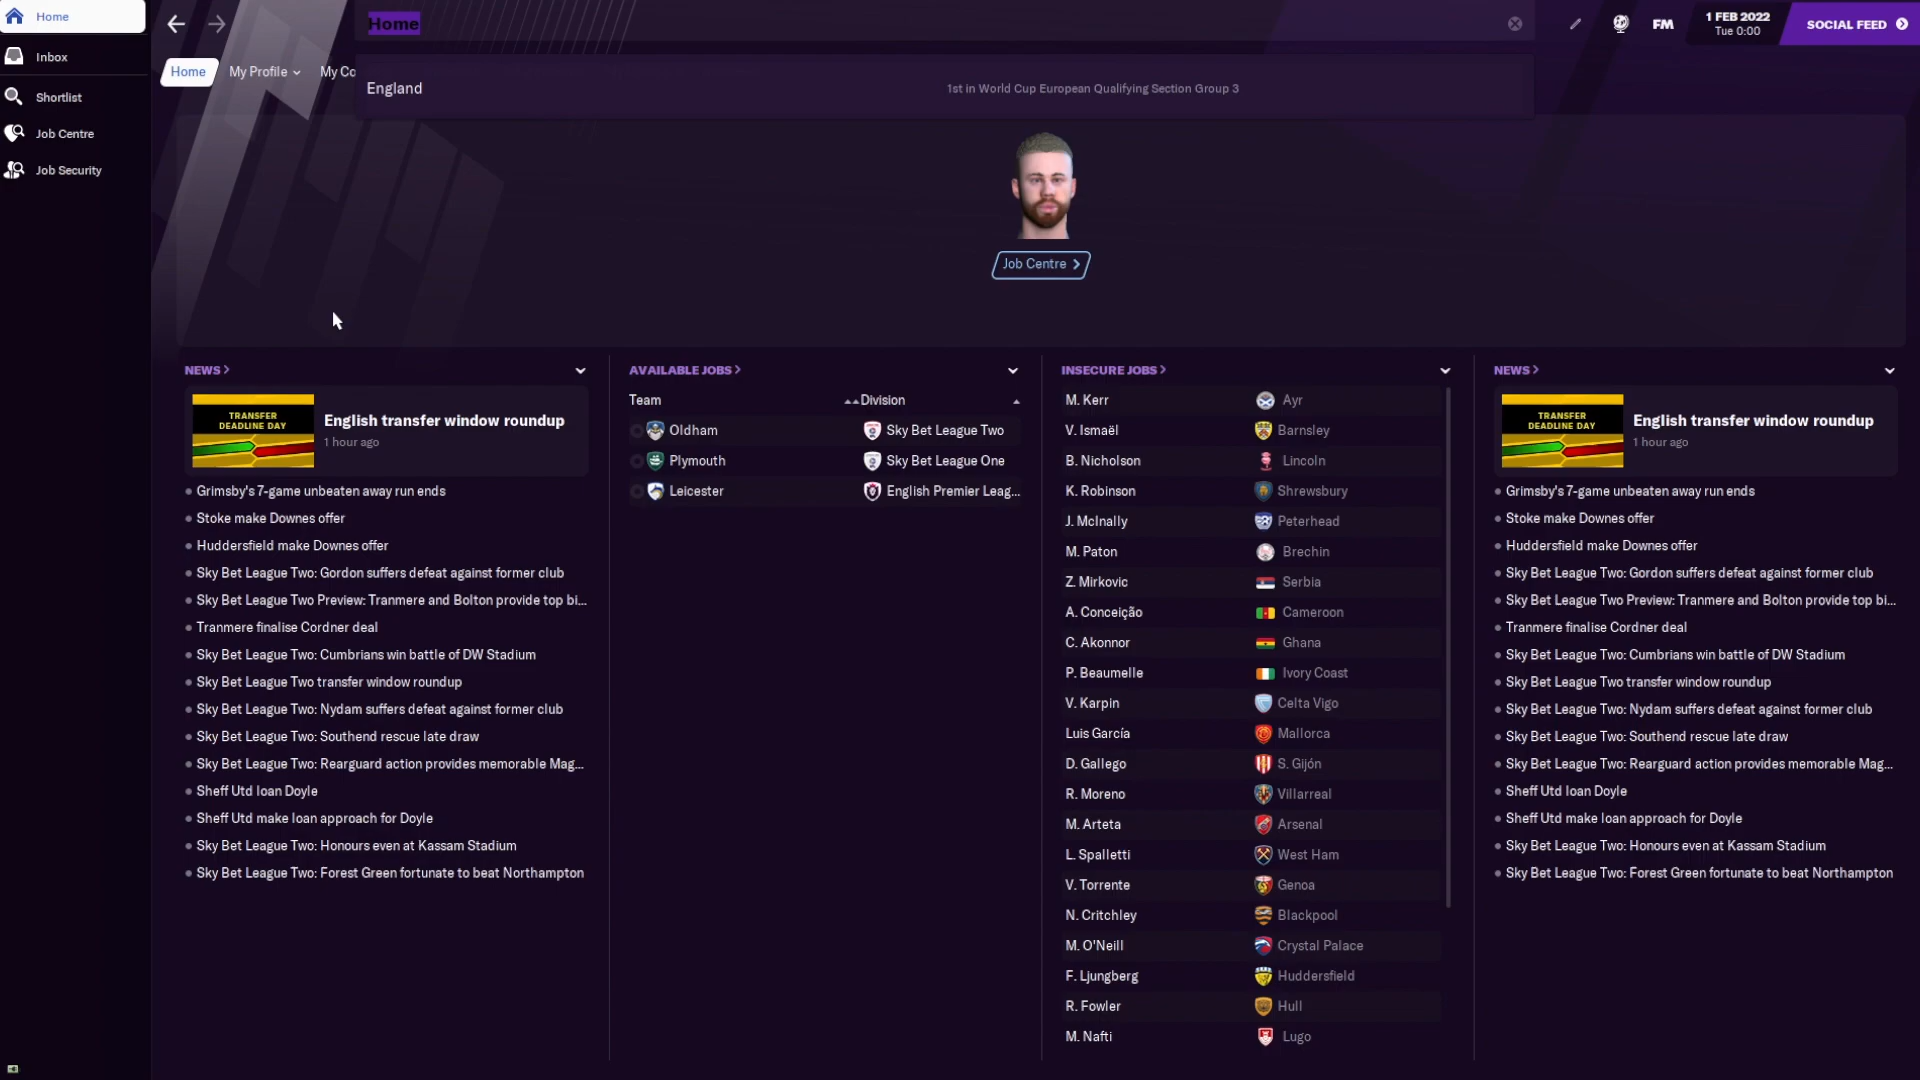 Home
Inbox
Shortlist
Job Centre
Job Security
Home
FM
1 FEB 2022
Tue 0:00
SOCIAL FEED
Home
My Profile
My Co
England
1st in World Cup European Qualifying Section Group 3
Job Centre
NEWS
TRANSFER
DEADLINE DAY
English transfer window roundup
1 hour ago
Grimsby's 7-game unbeaten away run ends
Stoke make Downes offer
Huddersfield make Downes offer
Sky Bet League Two: Gordon suffers defeat against former club
Sky Bet League Two Preview: Tranmere and Bolton provide top bi...
Tranmere finalise Cordner deal
Sky Bet League Two: Cumbrians win battle of DW Stadium
Sky Bet League Two transfer window roundup
Sky Bet League Two: Nydam suffers defeat against former club
Sky Bet League Two: Southend rescue late draw
Sky Bet League Two: Rearguard action provides memorable Mag...
Sheff Utd loan Doyle
Sheff Utd make loan approach for Doyle
Sky Bet League Two: Honours even at Kassam Stadium
Sky Bet League Two: Forest Green fortunate to beat Northampton
AVAILABLE JOBS
Team Division
Oldham Sky Bet League Two
Plymouth Sky Bet League One
Leicester English Premier Leag...
INSECURE JOBS
M. Kerr Ayr
V. Ismaël Barnsley
B. Nicholson Lincoln
K. Robinson Shrewsbury
J. McInally Peterhead
M. Paton Brechin
Z. Mirkovic Serbia
A. Conceição Cameroon
C. Akonnor Ghana
P. Beaumelle Ivory Coast
V. Karpin Celta Vigo
Luis García Mallorca
D. Gallego S. Gijón
R. Moreno Villarreal
M. Arteta Arsenal
L. Spalletti West Ham
V. Torrente Genoa
N. Critchley Blackpool
M. O'Neill Crystal Palace
F. Ljungberg Huddersfield
R. Fowler Hull
M. Nafti Lugo
NEWS
TRANSFER
DEADLINE DAY
English transfer window roundup
1 hour ago
Grimsby's 7-game unbeaten away run ends
Stoke make Downes offer
Huddersfield make Downes offer
Sky Bet League Two: Gordon suffers defeat against former club
Sky Bet League Two Preview: Tranmere and Bolton provide top bi...
Tranmere finalise Cordner deal
Sky Bet League Two: Cumbrians win battle of DW Stadium
Sky Bet League Two transfer window roundup
Sky Bet League Two: Nydam suffers defeat against former club
Sky Bet League Two: Southend rescue late draw
Sky Bet League Two: Rearguard action provides memorable Mag...
Sheff Utd loan Doyle
Sheff Utd make loan approach for Doyle
Sky Bet League Two: Honours even at Kassam Stadium
Sky Bet League Two: Forest Green fortunate to beat Northampton